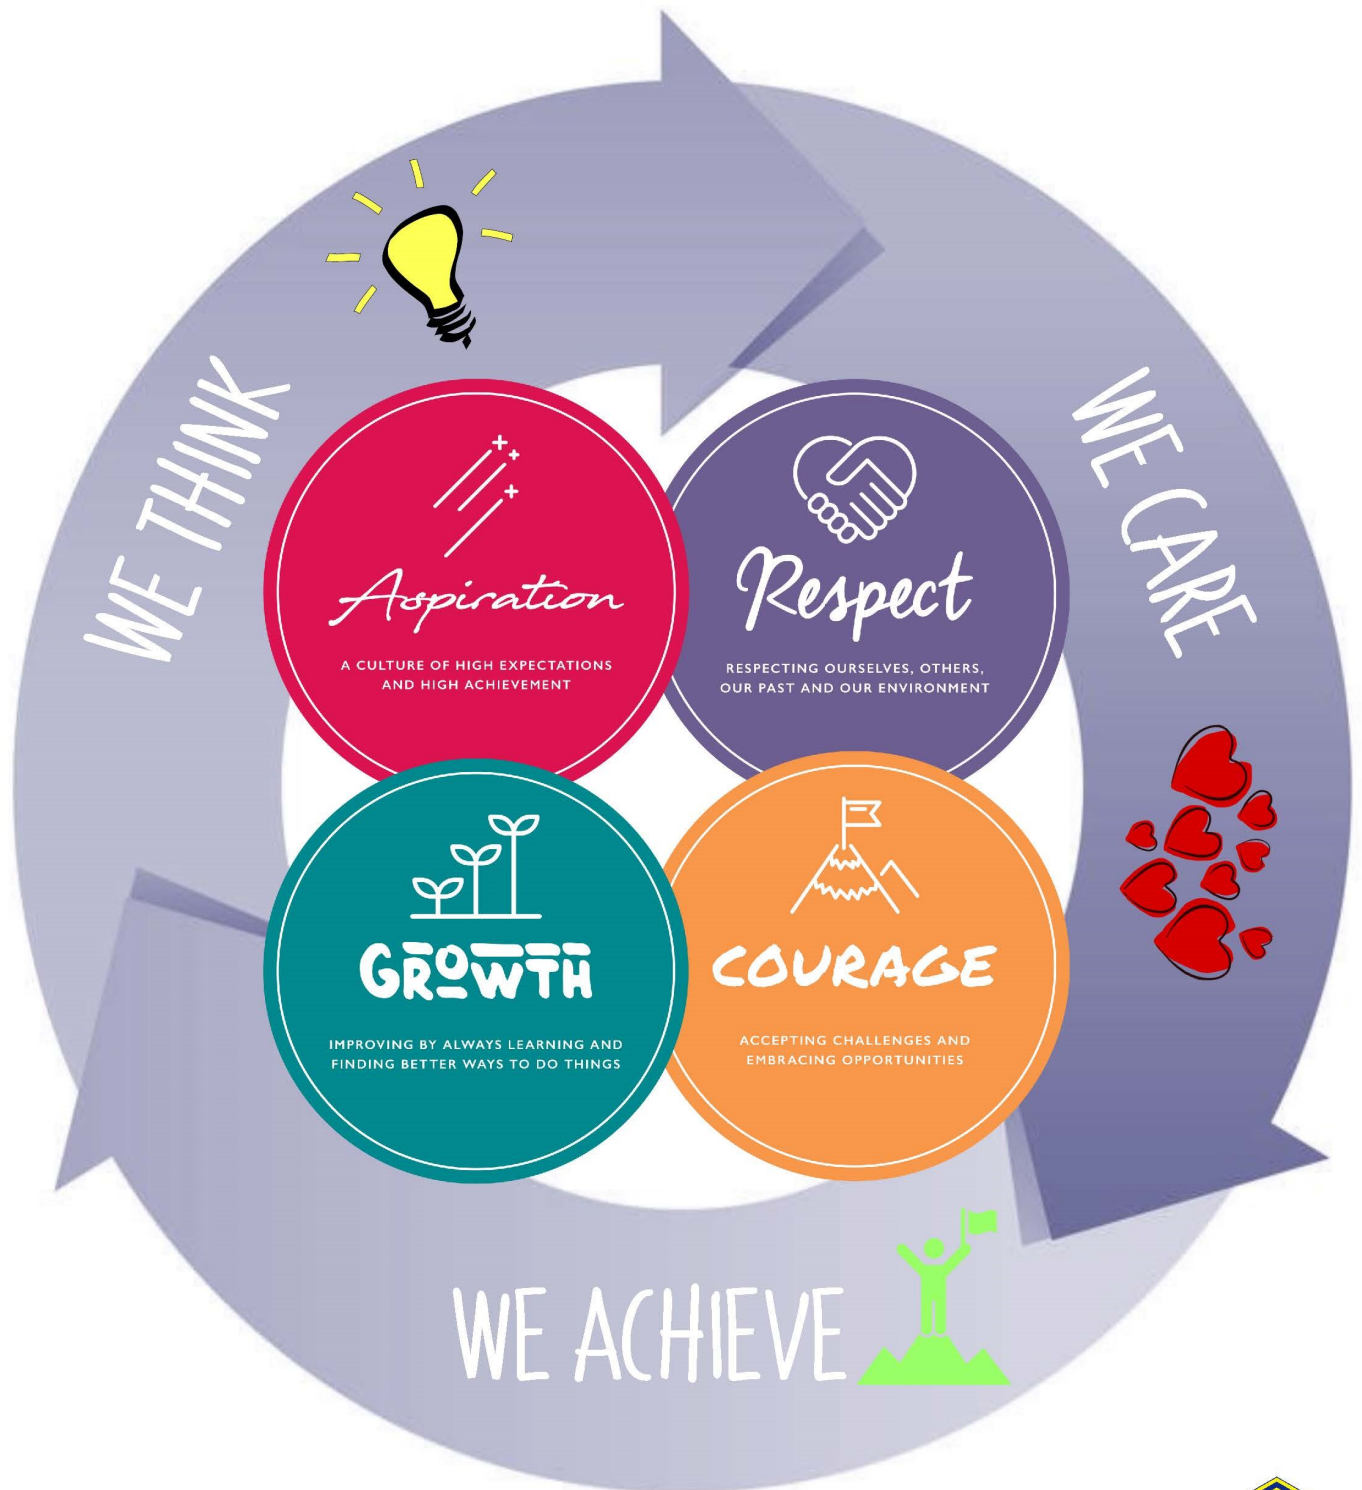 WE THINK
WE CARE
Aspiration
A CULTURE OF HIGH EXPECTATIONS
AND HIGH ACHIEVEMENT
Respect
RESPECTING OURSELVES, OTHERS,
OUR PAST AND OUR ENVIRONMENT
GROWTH
IMPROVING BY ALWAYS LEARNING AND
FINDING BETTER WAYS TO DO THINGS
COURAGE
ACCEPTING CHALLENGES AND
EMBRACING OPPORTUNITIES
WE ACHIEVE